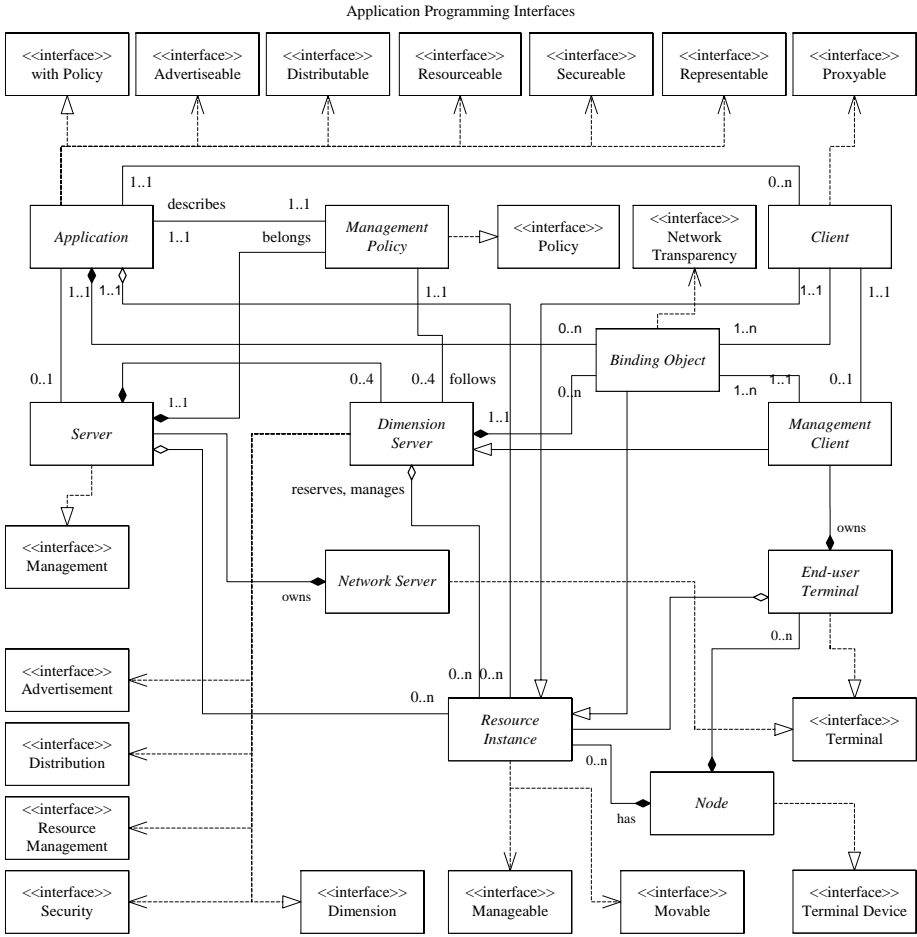 Application Programming Interfaces
<<interface>>
with Policy
<<interface>>
Advertiseable
<<interface>>
Distributable
<<interface>>
Resourceable
<<interface>>
Secureable
<<interface>>
Representable
<<interface>>
Proxyable
1..1
0..n
describes
1..1
Application
1..1
belongs
Management
Policy
<<interface>>
Policy
<<interface>>
Network
Transparency
Client
1..1
1..1
1..1
1..1
1..1
0..n
1..n
Binding Object
0..1
0..4
0..4
follows
0..n
1..1
1..n
0..1
1..1
1..1
Server
Dimension
Server
Management
Client
reserves, manages
owns
<<interface>>
Management
owns
Network Server
End-user
Terminal
0..n
<<interface>>
Advertisement
0..n
0..n
0..n
Resource
Instance
<<interface>>
Terminal
<<interface>>
Distribution
0..n
has
Node
<<interface>>
Resource
Management
<<interface>>
Security
<<interface>>
Dimension
<<interface>>
Manageable
<<interface>>
Movable
<<interface>>
Terminal Device